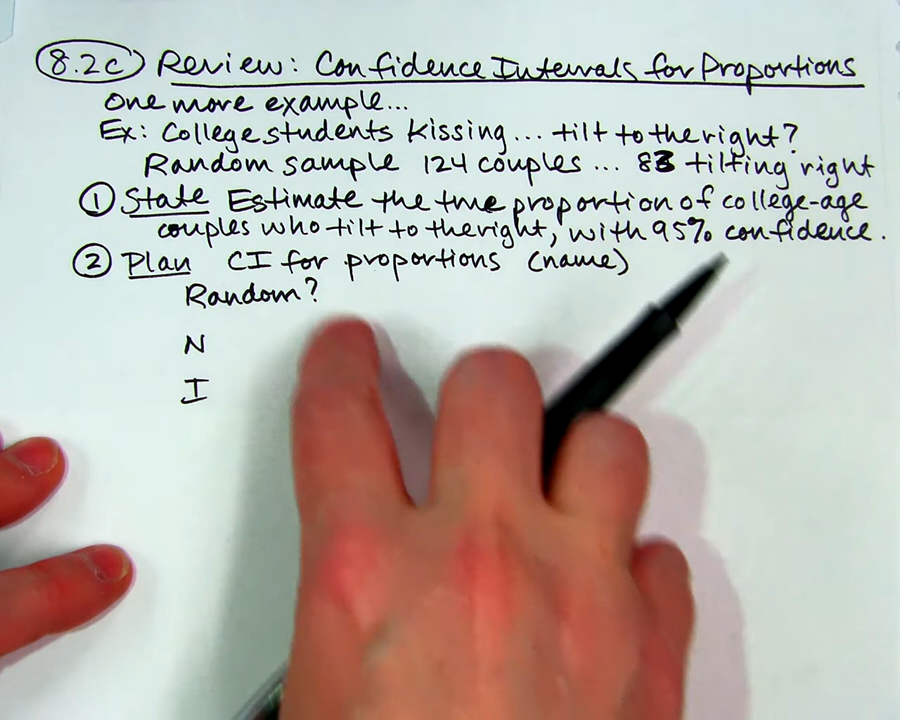 8.2c Review: Confidence Intervals for Proportions
One more example...
Ex: College students kissing... tilt to the right?
Random sample 124 couples ... 83 tilting right
① State Estimate the true proportion of college-age
couples who tilt to the right, with 95% confidence.
② Plan CI for proportions (name)
Random?
N
I